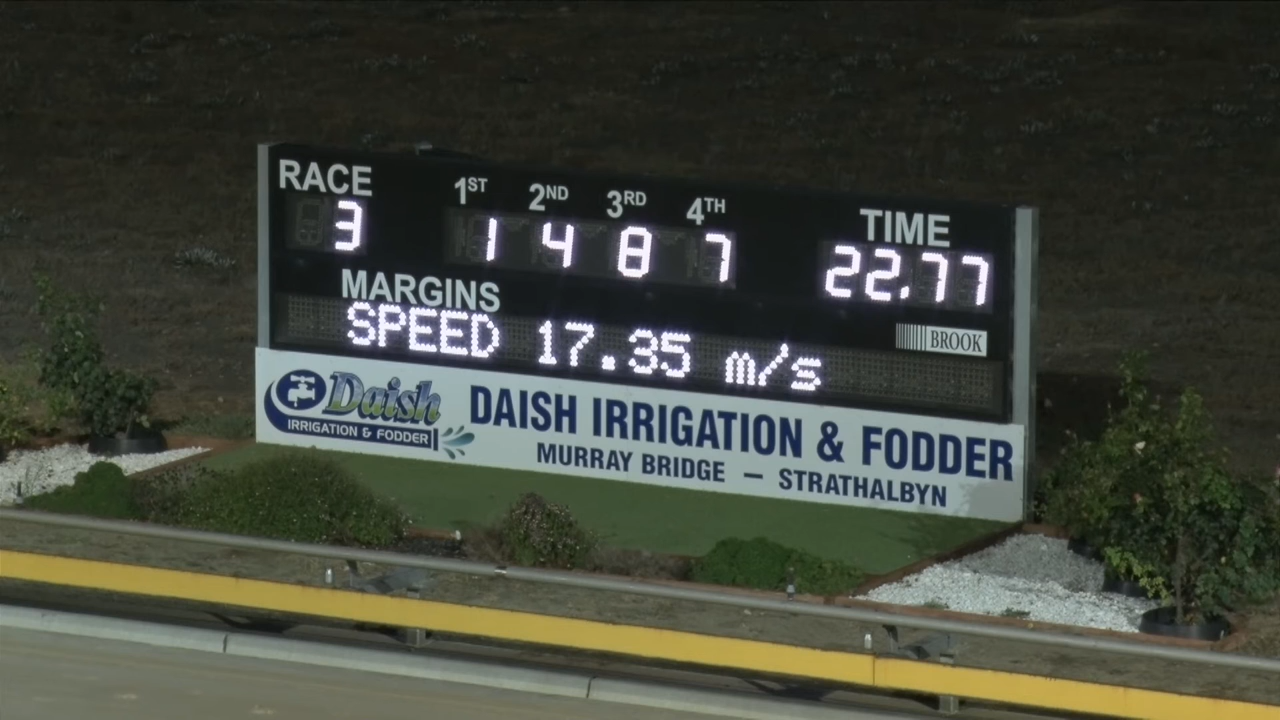 RACE 1ST 2ND 3RD 4TH TIME
3 1 4 8 7 22.77
MARGINS
SPEED 17.35 m/s
BROOK
Daish
IRRIGATION & FODDER
DAISH IRRIGATION & FODDER
MURRAY BRIDGE — STRATHALBYN